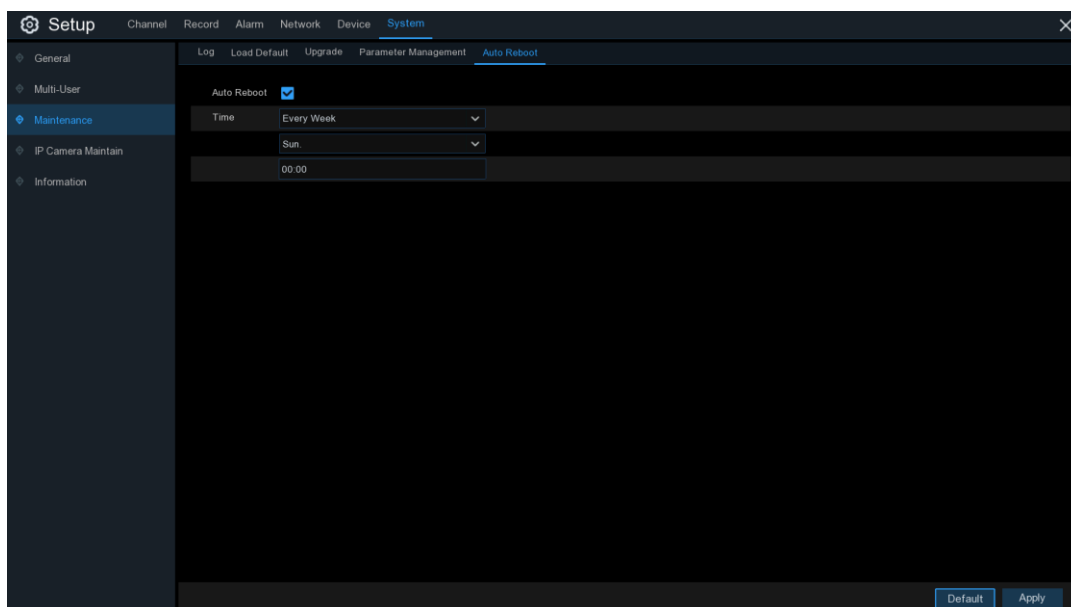 Setup Channel Record Alarm Network Device System
General
Multi-User
Maintenance
IP Camera Maintain
Information
Log Load Default Upgrade Parameter Management Auto Reboot
Auto Reboot
Time Every Week
Sun.
00:00
Default Apply